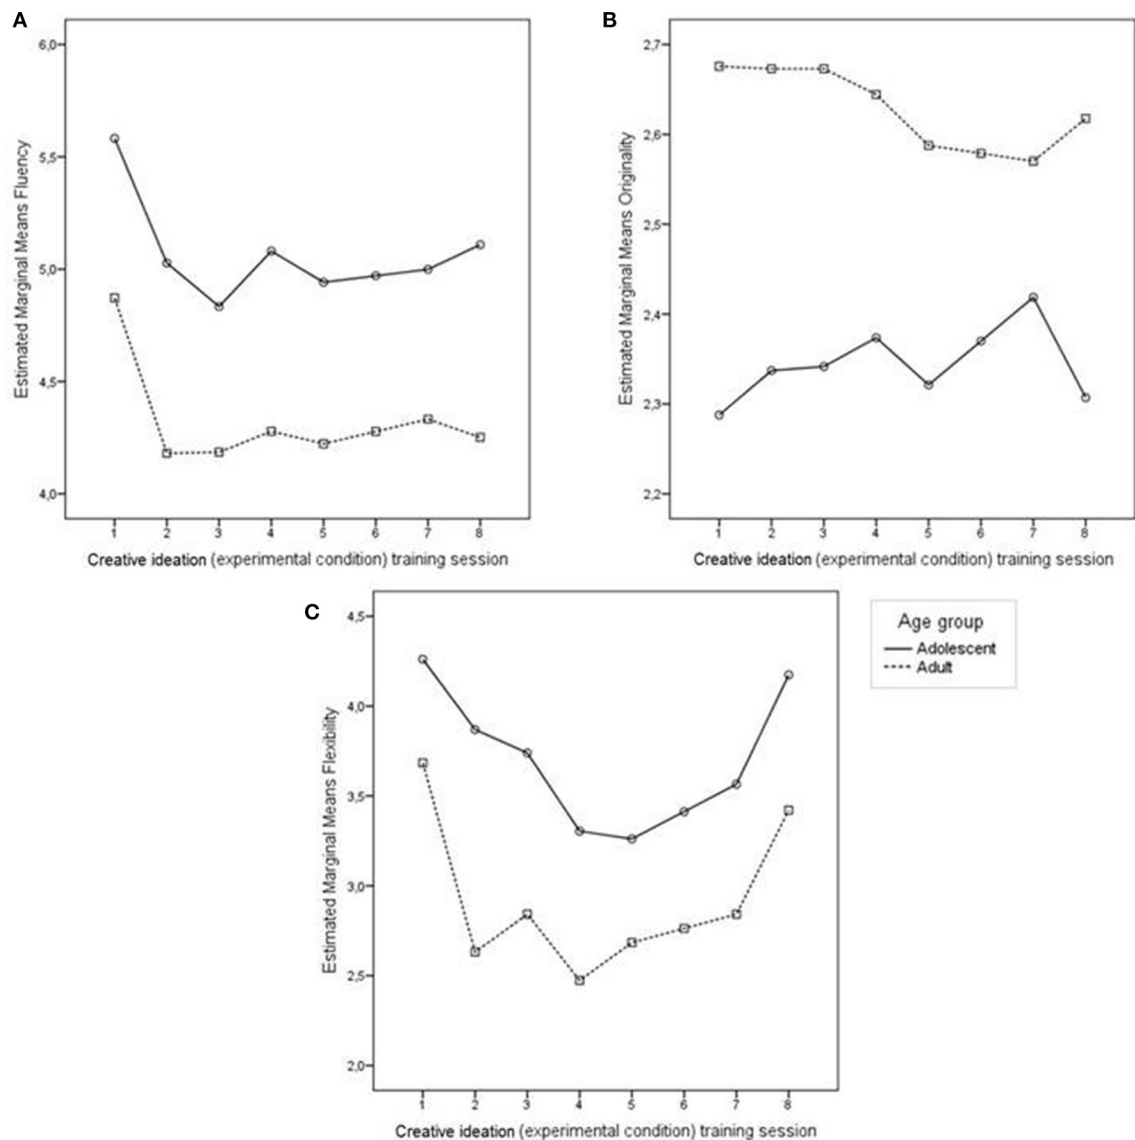 A
Estimated Marginal Means Fluency
6,0
5,5
5,0
4,5
4,0
1 2 3 4 5 6 7 8
Creative ideation (experimental condition) training session
B
Estimated Marginal Means Originality
2,7
2,6
2,5
2,4
2,3
2,2
1 2 3 4 5 6 7 8
Creative ideation (experimental condition) training session
C
Estimated Marginal Means Flexibility
4,5
4,0
3,5
3,0
2,5
2,0
1 2 3 4 5 6 7 8
Creative ideation (experimental condition) training session
Age group
Adolescent
Adult